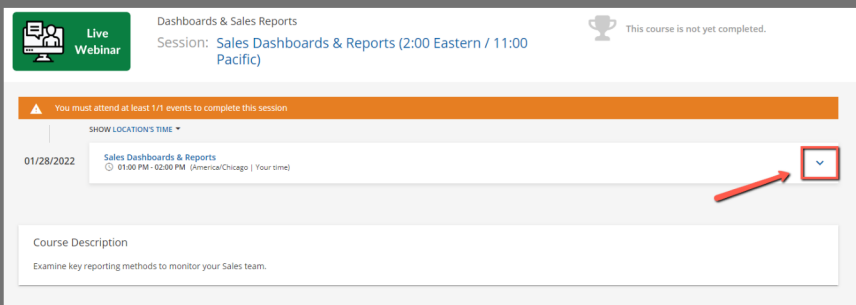 Live
Webinar
Dashboards & Sales Reports
Session: Sales Dashboards & Reports (2:00 Eastern / 11:00
Pacific)
This course is not yet completed.
You must attend at least 1/1 events to complete this session
SHOW LOCATION'S TIME
01/28/2022
Sales Dashboards & Reports
01:00 PM - 02:00 PM (America/Chicago | Your time)
Course Description
Examine key reporting methods to monitor your Sales team.